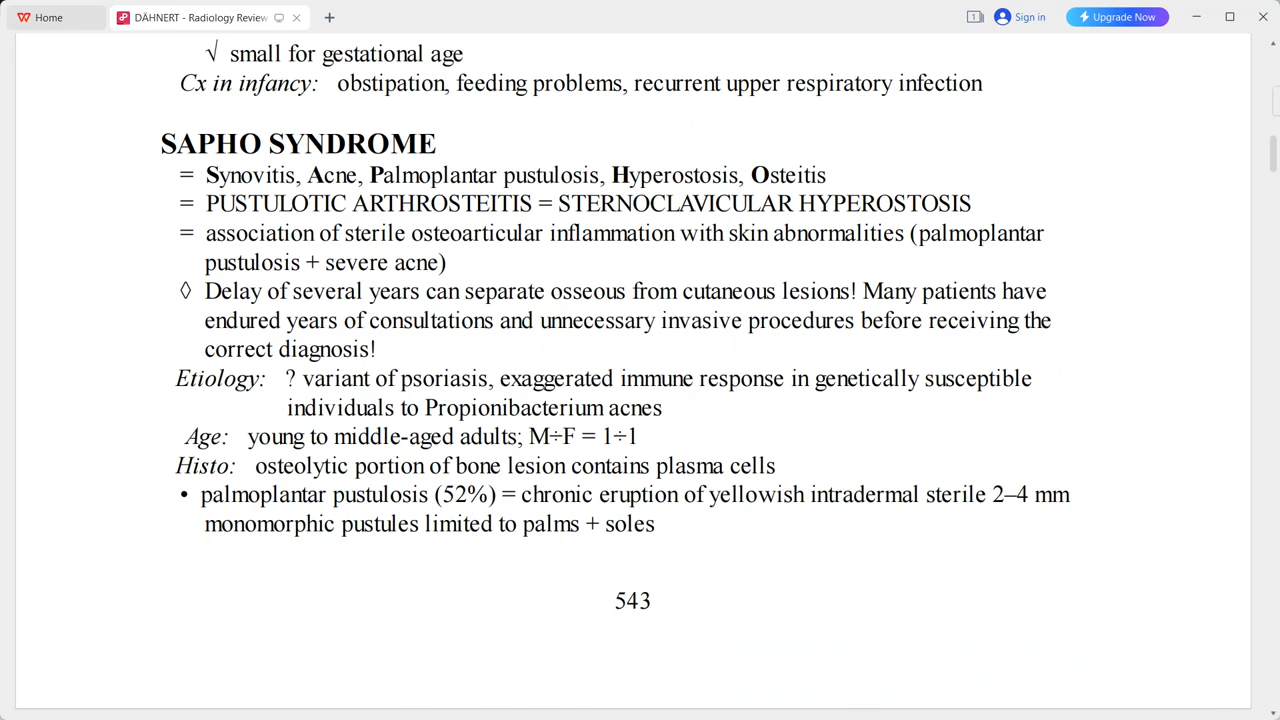 Home
DÄHNERT - Radiology Review
1
Sign in
Upgrade Now
√ small for gestational age
Cx in infancy: obstipation, feeding problems, recurrent upper respiratory infection
SAPHO SYNDROME
= Synovitis, Acne, Palmoplantar pustulosis, Hyperostosis, Osteitis
= PUSTULOTIC ARTHROSTEITIS = STERNOCLAVICULAR HYPEROSTOSIS
= association of sterile osteoarticular inflammation with skin abnormalities (palmoplantar
pustulosis + severe acne)
◊ Delay of several years can separate osseous from cutaneous lesions! Many patients have
endured years of consultations and unnecessary invasive procedures before receiving the
correct diagnosis!
Etiology: ? variant of psoriasis, exaggerated immune response in genetically susceptible
individuals to Propionibacterium acnes
Age: young to middle-aged adults; M÷F = 1÷1
Histo: osteolytic portion of bone lesion contains plasma cells
• palmoplantar pustulosis (52%) = chronic eruption of yellowish intradermal sterile 2–4 mm
monomorphic pustules limited to palms + soles
543